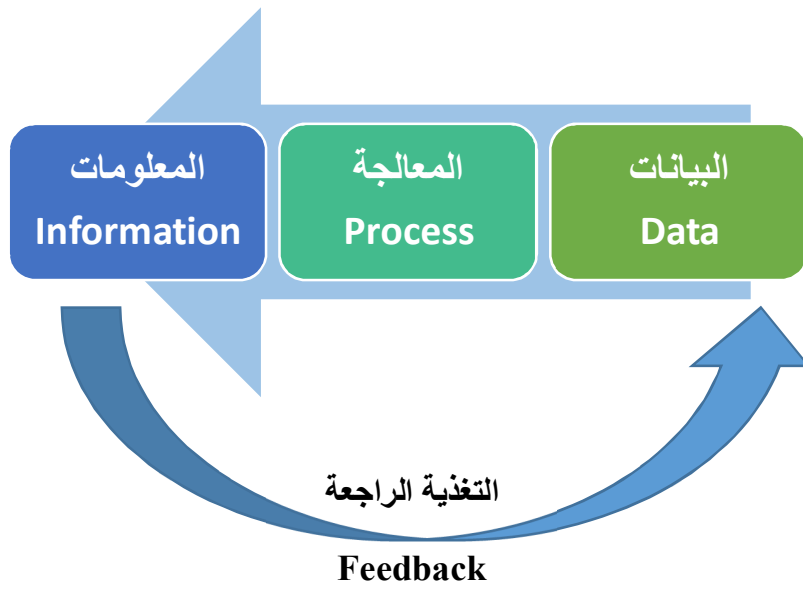 البيانات
Data
المعالجة
Process
المعلومات
Information
التغذية الراجعة
Feedback